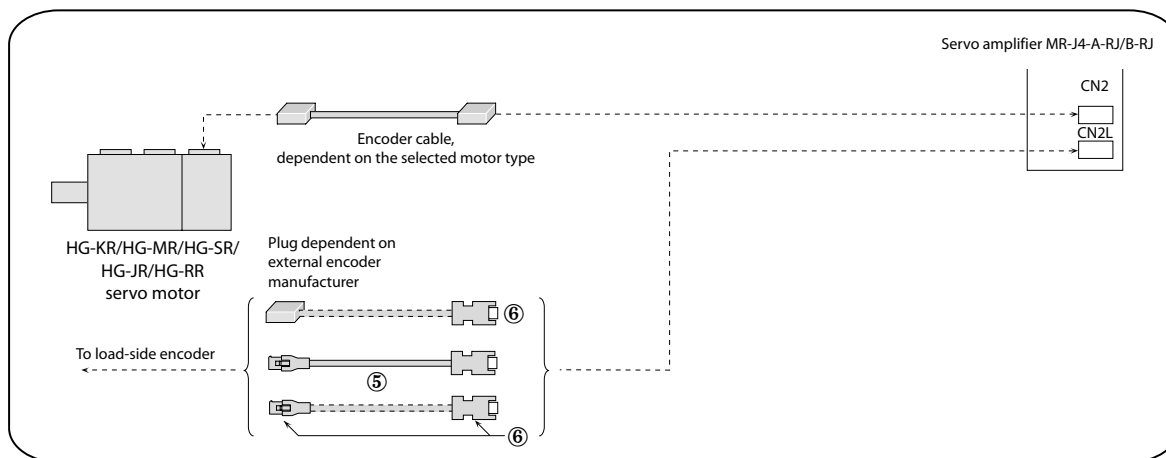 Servo amplifier MR-J4-A-RJ/B-RJ
CN2
CN2L
Encoder cable,
dependent on the selected motor type
HG-KR/HG-MR/HG-SR/
HG-JR/HG-RR
servo motor
Plug dependent on
external encoder
manufacturer
⑥
To load-side encoder
⑤
⑥